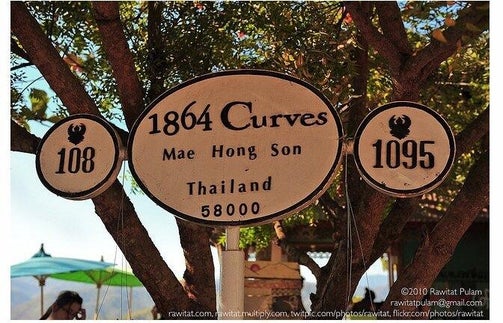 1864 Curves
Mae Hong Son
Thailand
58000
108
1095
©2010 Rawitat Pulam
rawitatpulam@gmail.com
rawitat.com, rawitat.multiply.com, twitpic.com/photos/rawitat, flickr.com/photos/rawitat